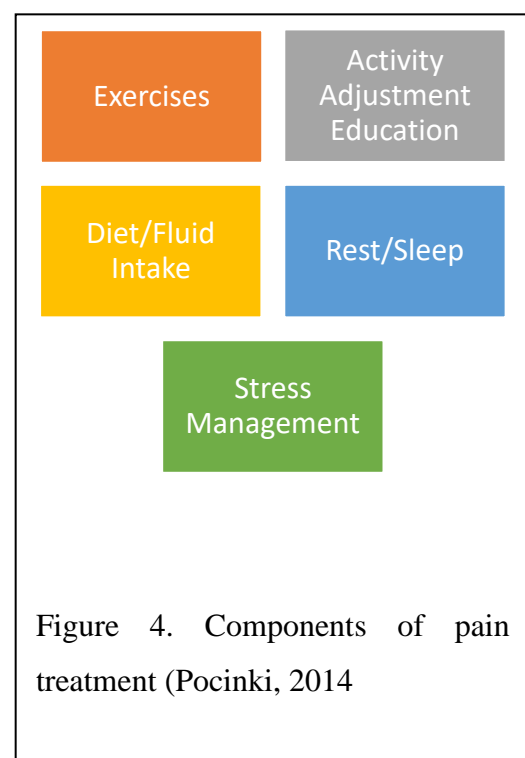 Exercises
Activity
Adjustment
Education
Diet/Fluid
Intake
Rest/Sleep
Stress
Management
Figure 4. Components of pain
treatment (Pocinki, 2014